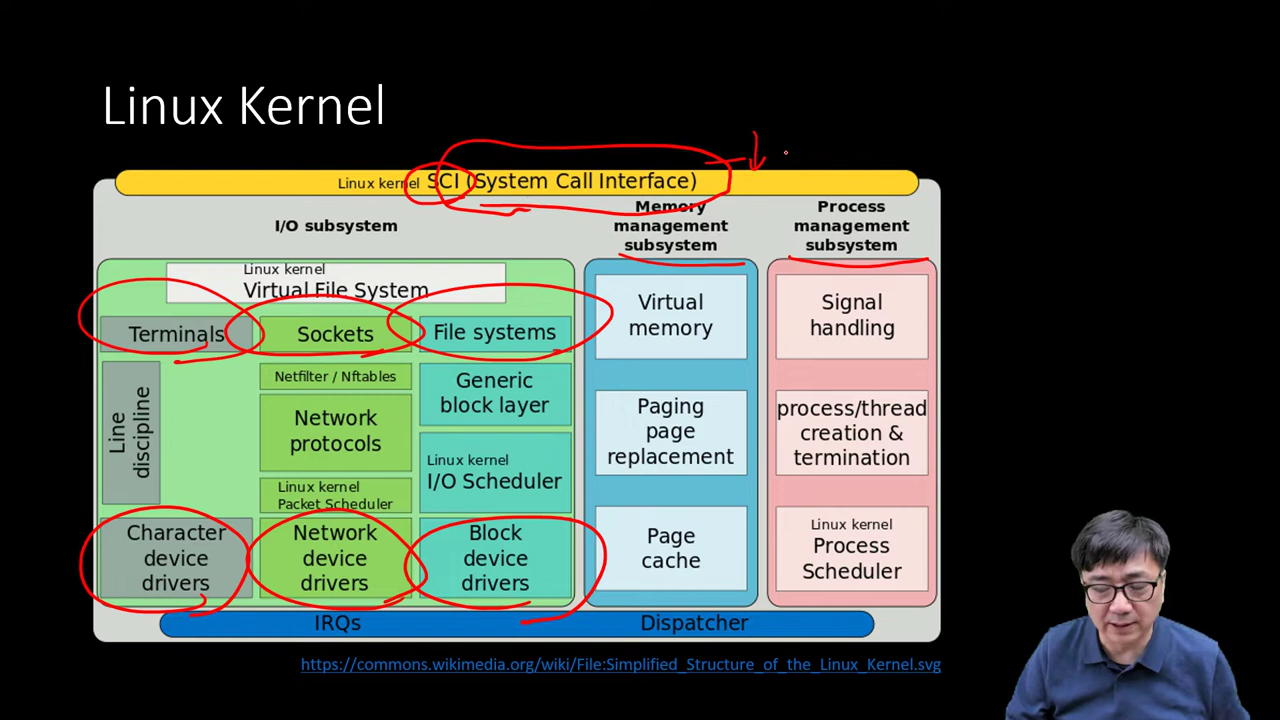 Linux Kernel
Linux kernel SCI (System Call Interface)
I/O subsystem
Memory
management
subsystem
Process
management
subsystem
Linux kernel
Virtual File System
Terminals
Sockets
File systems
Line
discipline
Netfilter / Nftables
Network
protocols
Linux kernel
Packet Scheduler
Generic
block layer
Linux kernel
I/O Scheduler
Character
device
drivers
Network
device
drivers
Block
device
drivers
Virtual
memory
Paging
page
replacement
Page
cache
Signal
handling
process/thread
creation &
termination
Linux kernel
Process
Scheduler
IRQs
Dispatcher
https://commons.wikimedia.org/wiki/File:Simplified_Structure_of_the_Linux_Kernel.svg